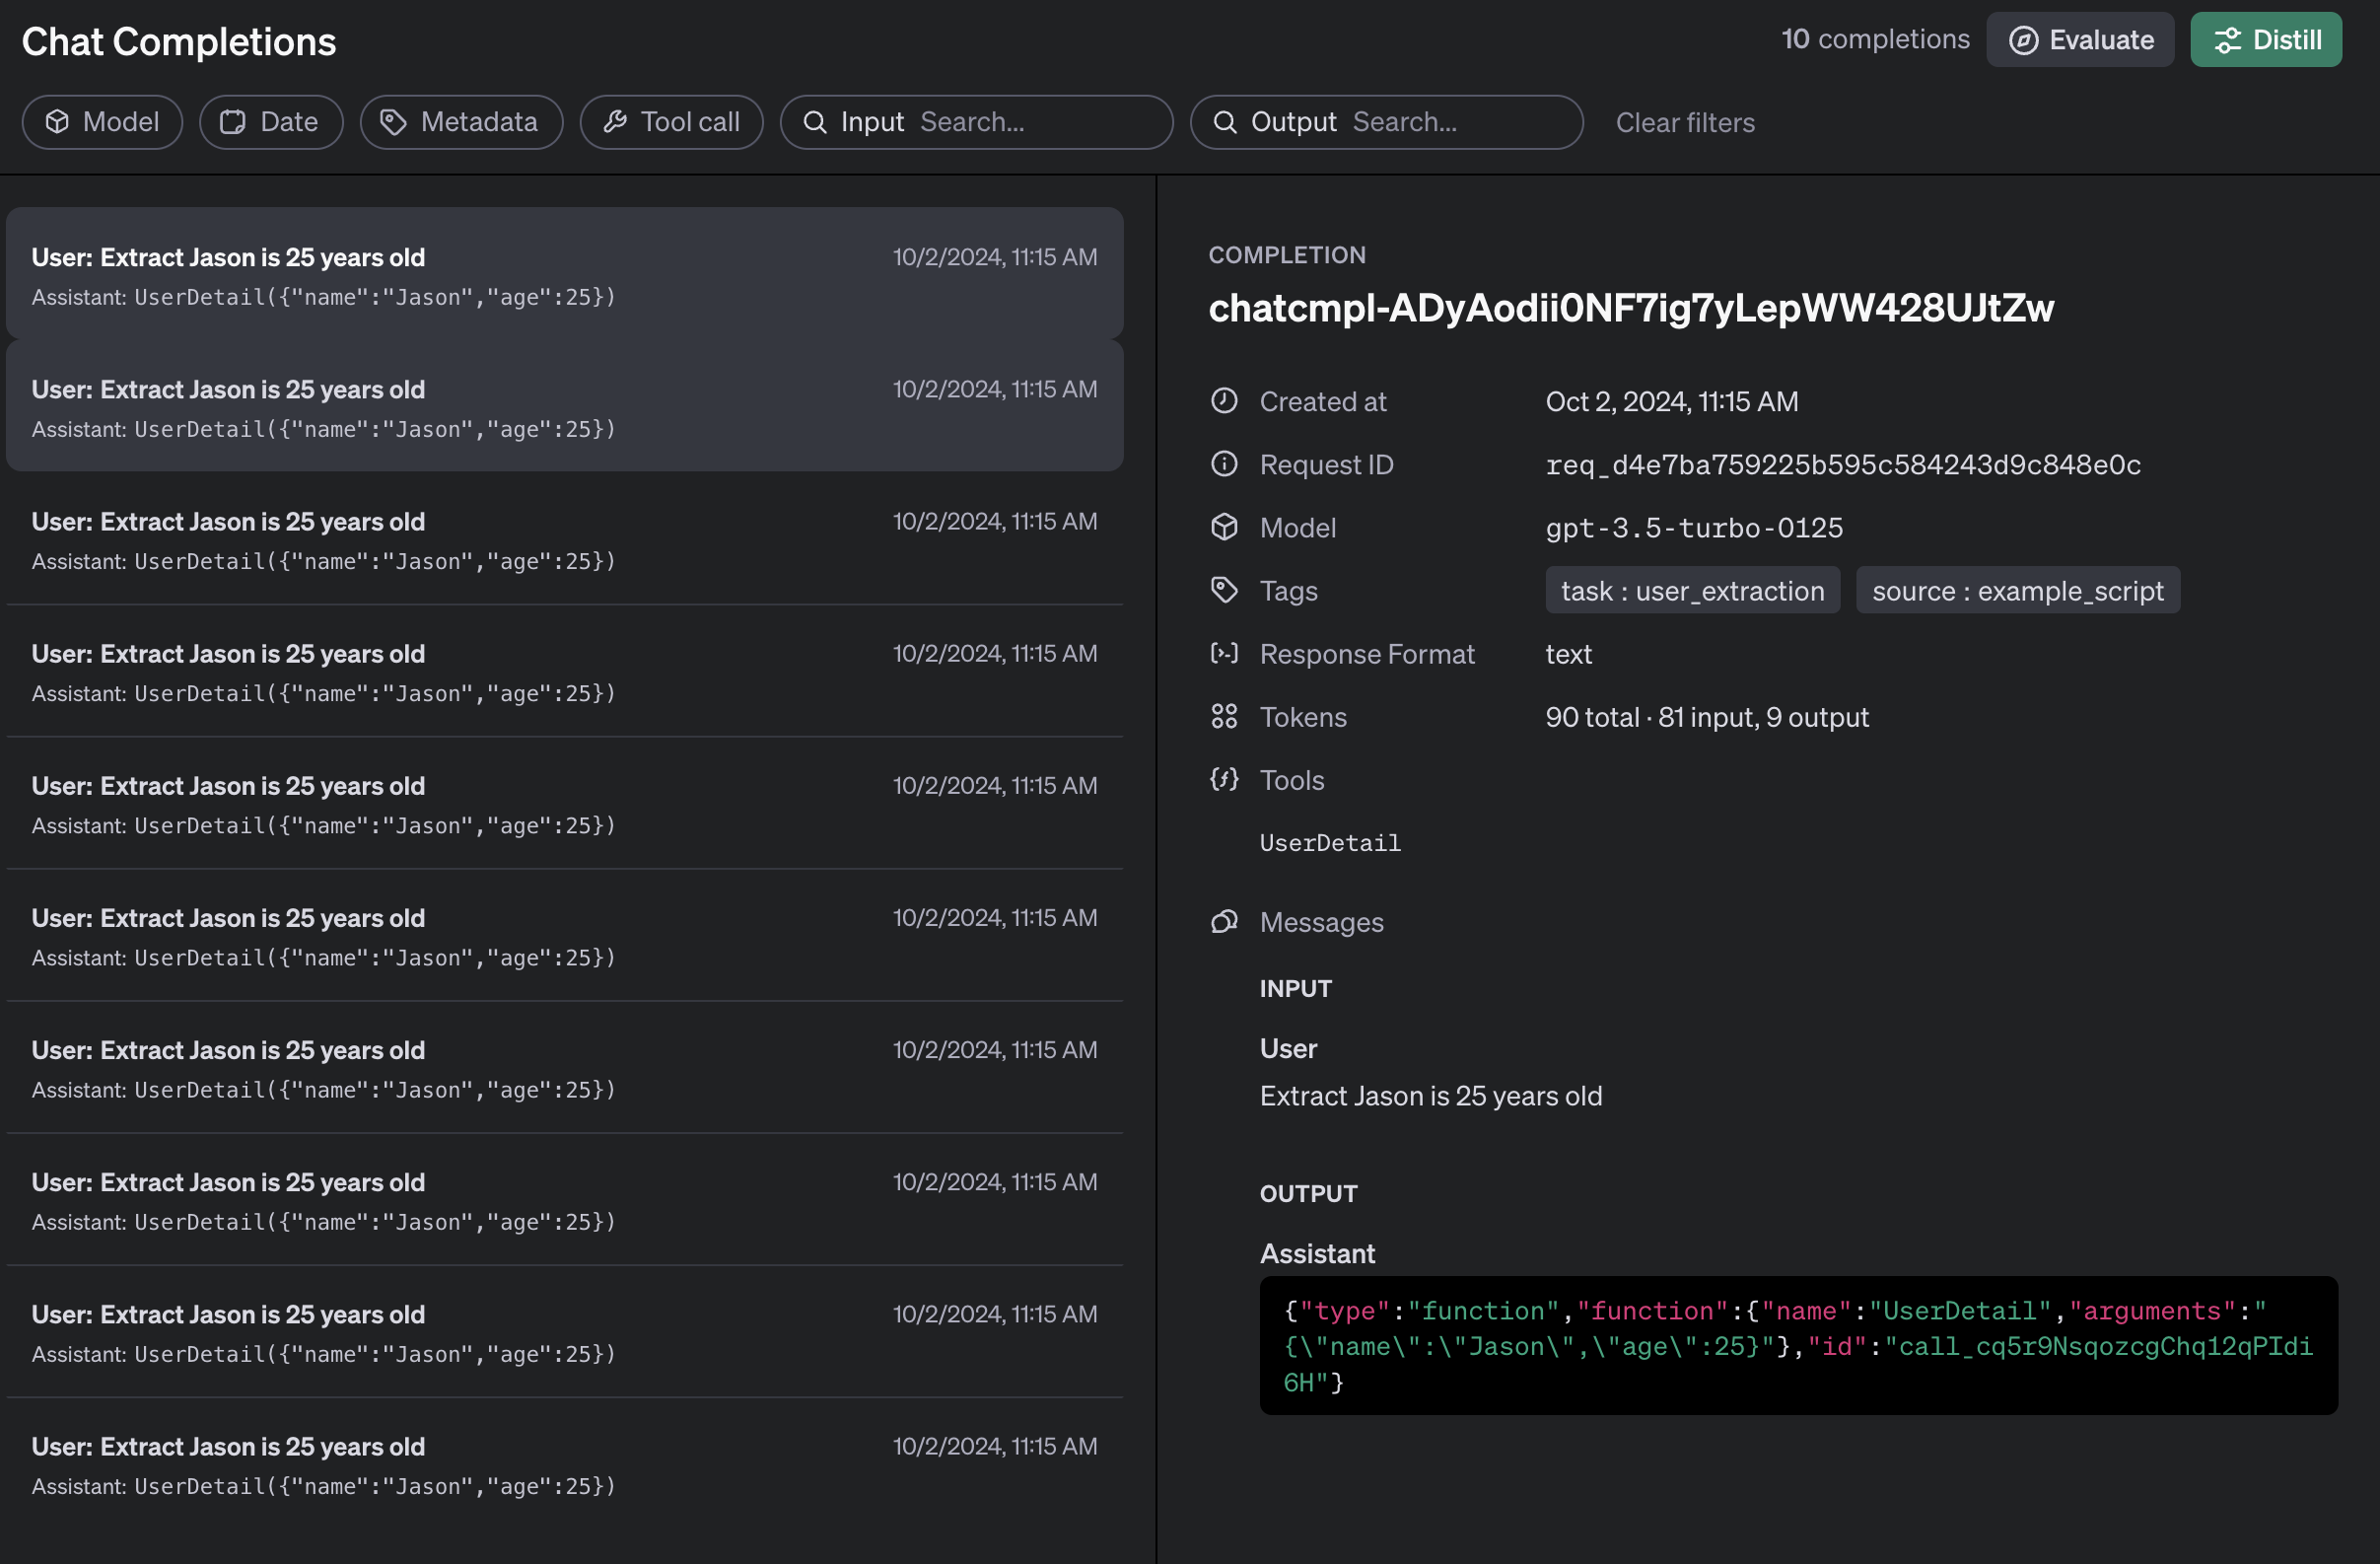 Chat Completions
10 completions Evaluate Distill
Model Date Metadata Tool call Input Search... Output Search... Clear filters
User: Extract Jason is 25 years old 10/2/2024, 11:15 AM
Assistant: UserDetail({"name":"Jason","age":25})
User: Extract Jason is 25 years old 10/2/2024, 11:15 AM
Assistant: UserDetail({"name":"Jason","age":25})
User: Extract Jason is 25 years old 10/2/2024, 11:15 AM
Assistant: UserDetail({"name":"Jason","age":25})
User: Extract Jason is 25 years old 10/2/2024, 11:15 AM
Assistant: UserDetail({"name":"Jason","age":25})
User: Extract Jason is 25 years old 10/2/2024, 11:15 AM
Assistant: UserDetail({"name":"Jason","age":25})
User: Extract Jason is 25 years old 10/2/2024, 11:15 AM
Assistant: UserDetail({"name":"Jason","age":25})
User: Extract Jason is 25 years old 10/2/2024, 11:15 AM
Assistant: UserDetail({"name":"Jason","age":25})
User: Extract Jason is 25 years old 10/2/2024, 11:15 AM
Assistant: UserDetail({"name":"Jason","age":25})
User: Extract Jason is 25 years old 10/2/2024, 11:15 AM
Assistant: UserDetail({"name":"Jason","age":25})
User: Extract Jason is 25 years old 10/2/2024, 11:15 AM
Assistant: UserDetail({"name":"Jason","age":25})
COMPLETION
chatcmpl-ADyAodii0NF7ig7yLepWW428UJtZw
Created at Oct 2, 2024, 11:15 AM
Request ID req_d4e7ba759225b595c584243d9c848e0c
Model gpt-3.5-turbo-0125
Tags task : user_extraction source : example_script
Response Format text
Tokens 90 total · 81 input, 9 output
Tools
UserDetail
Messages
INPUT
User
Extract Jason is 25 years old
OUTPUT
Assistant
{"type":"function","function":{"name":"UserDetail","arguments":"
{\"name\":\"Jason\",\"age\":25}"},"id":"call_cq5r9NsqozcgChq12qPIdi
6H"}